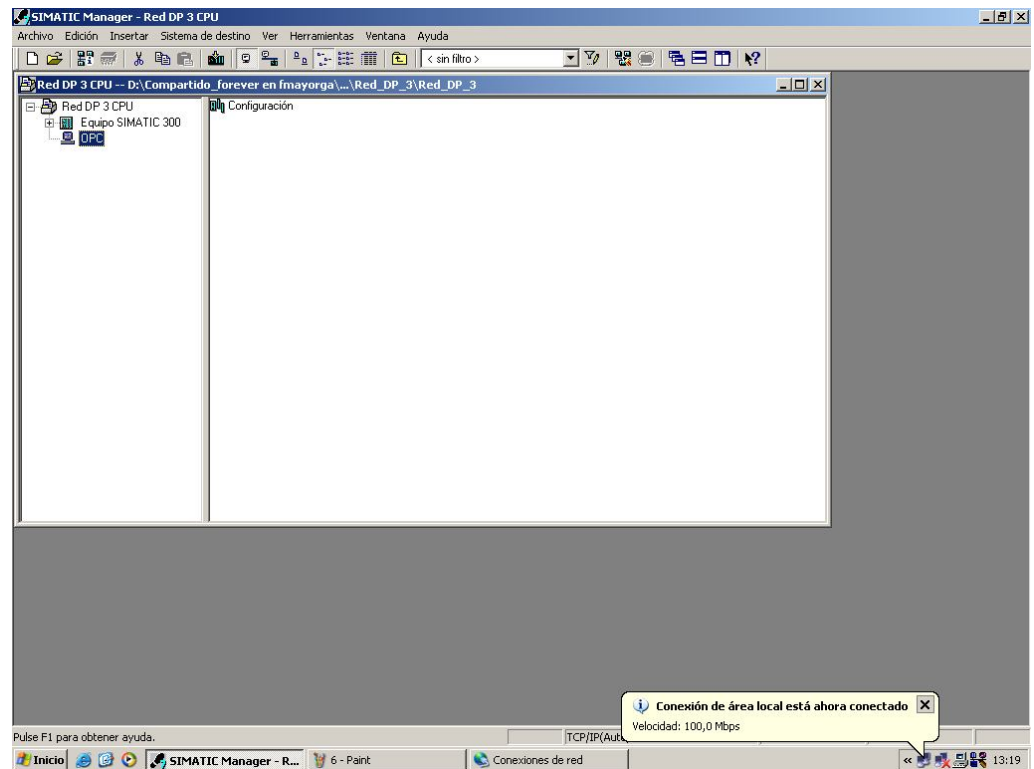 SIMATIC Manager - Red DP 3 CPU
Archivo Edición Insertar Sistema de destino Ver Herramientas Ventana Ayuda
< sin filtro >
Red DP 3 CPU -- D:\Compartido_forever en fmayorga\...\Red_DP_3\Red_DP_3
Red DP 3 CPU
Configuración
Equipo SIMATIC 300
OPC
Conexión de área local está ahora conectado
Velocidad: 100,0 Mbps
Pulse F1 para obtener ayuda.
TCP/IP(Auto
Inicio
SIMATIC Manager - R...
6 - Paint
Conexiones de red
13:19